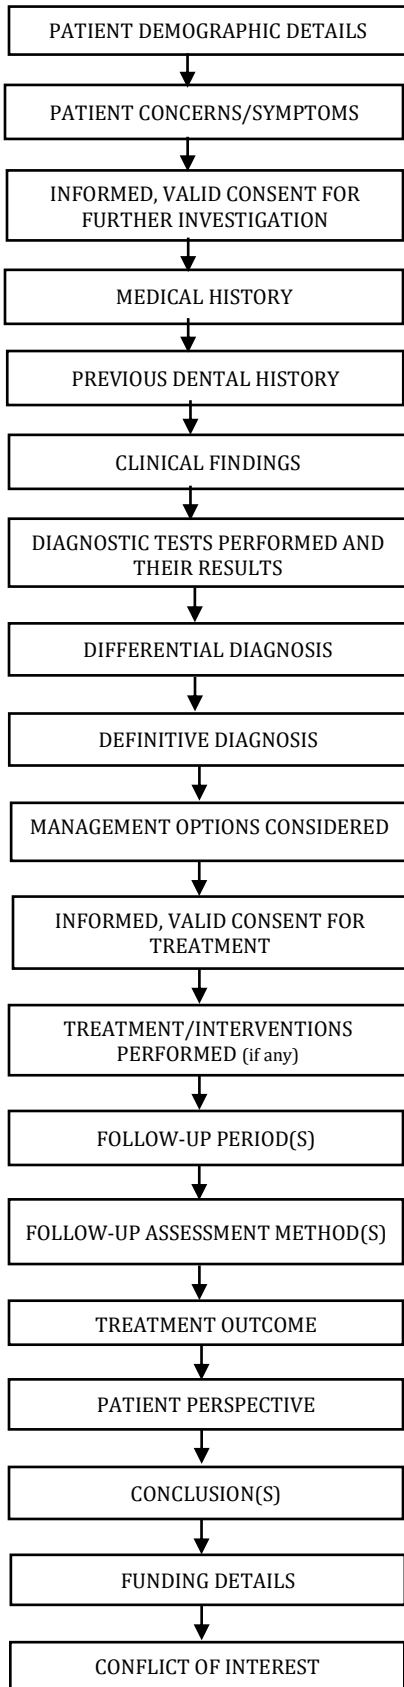 PATIENT DEMOGRAPHIC DETAILS
PATIENT CONCERNS/SYMPTOMS
INFORMED, VALID CONSENT FOR
FURTHER INVESTIGATION
MEDICAL HISTORY
PREVIOUS DENTAL HISTORY
CLINICAL FINDINGS
DIAGNOSTIC TESTS PERFORMED AND
THEIR RESULTS
DIFFERENTIAL DIAGNOSIS
DEFINITIVE DIAGNOSIS
MANAGEMENT OPTIONS CONSIDERED
INFORMED, VALID CONSENT FOR
TREATMENT
TREATMENT/INTERVENTIONS
PERFORMED (if any)
FOLLOW-UP PERIOD(S)
FOLLOW-UP ASSESSMENT METHOD(S)
TREATMENT OUTCOME
PATIENT PERSPECTIVE
CONCLUSION(S)
FUNDING DETAILS
CONFLICT OF INTEREST